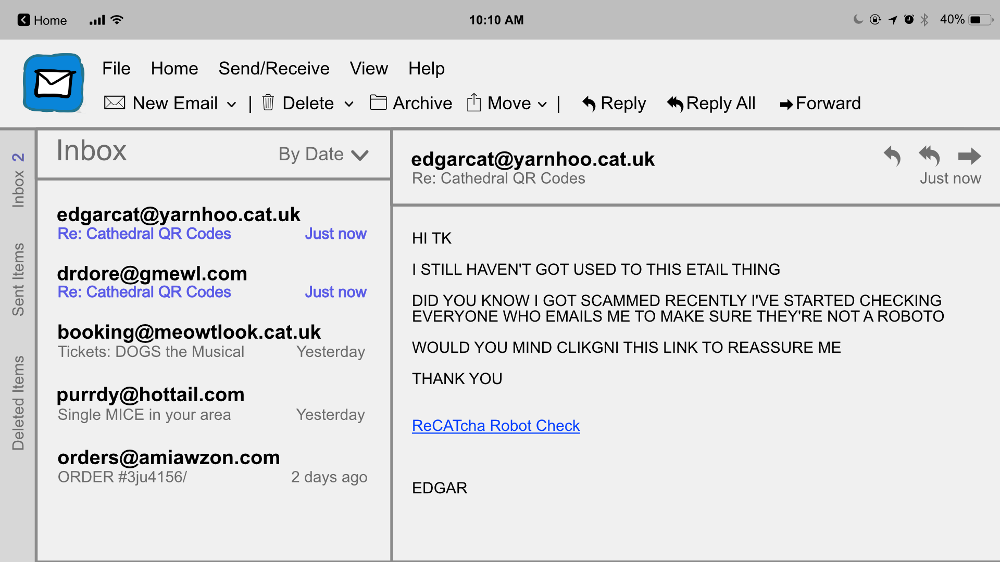 Home
10:10 AM
40%
File Home Send/Receive View Help
New Email | Delete Archive Move | Reply Reply All Forward
Inbox 2
Sent Items
Deleted Items
Inbox By Date
edgarcat@yarnhoo.cat.uk
Re: Cathedral QR Codes Just now
drdore@gmewl.com
Re: Cathedral QR Codes Just now
booking@meowtlook.cat.uk
Tickets: DOGS the Musical Yesterday
purrdy@hottail.com
Single MICE in your area Yesterday
orders@amiawzon.com
ORDER #3ju4156/ 2 days ago
edgarcat@yarnhoo.cat.uk
Re: Cathedral QR Codes Just now
HI TK
I STILL HAVEN'T GOT USED TO THIS ETAIL THING
DID YOU KNOW I GOT SCAMMED RECENTLY I'VE STARTED CHECKING
EVERYONE WHO EMAILS ME TO MAKE SURE THEY'RE NOT A ROBOTO
WOULD YOU MIND CLIKGNI THIS LINK TO REASSURE ME
THANK YOU
ReCATcha Robot Check
EDGAR